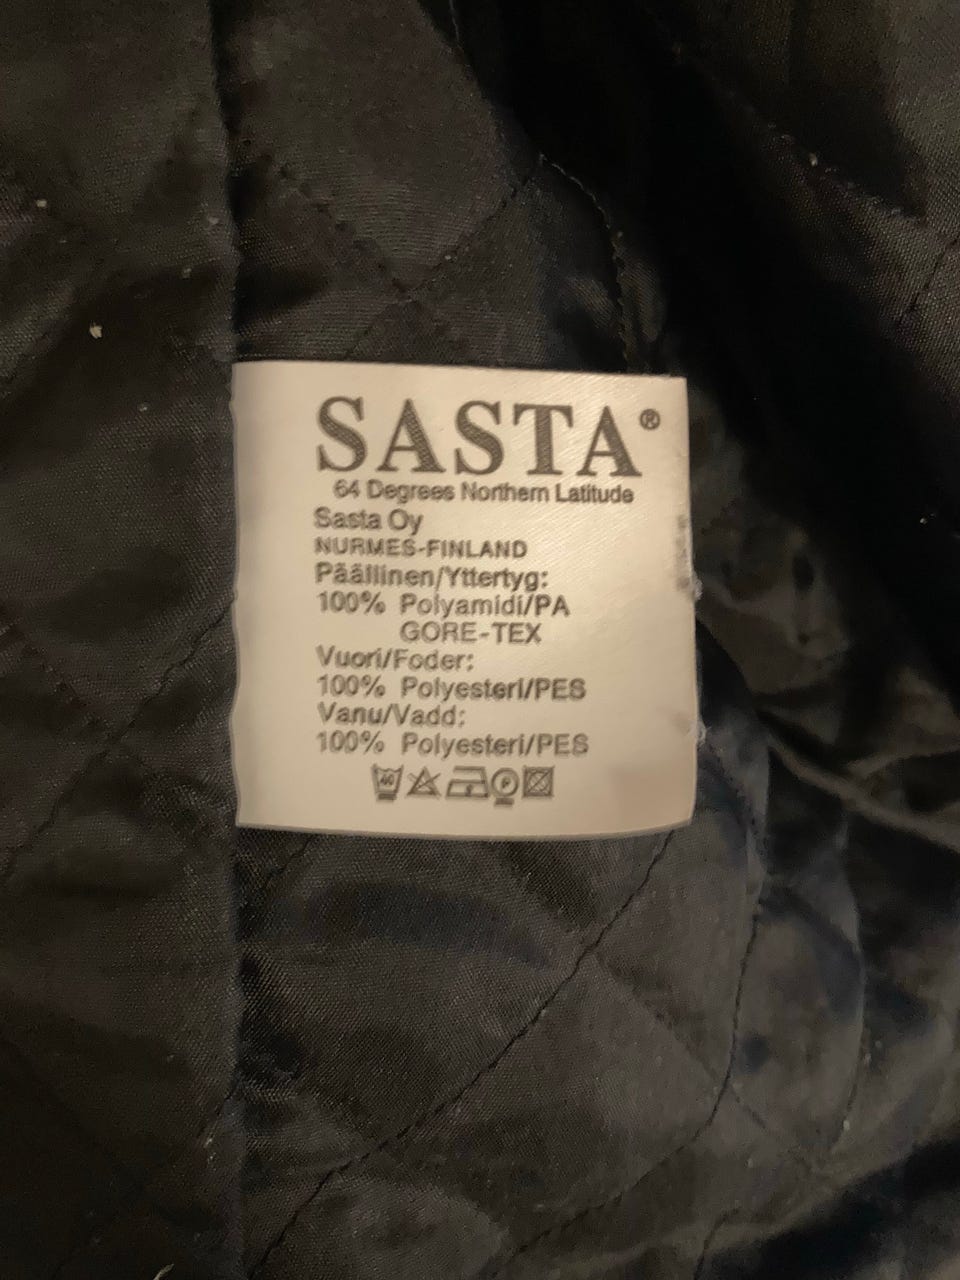 SASTA®
64 Degrees Northern Latitude
Sasta Oy
NURMES-FINLAND
Päällinen/Yttertyg:
100% Polyamidi/PA
GORE-TEX
Vuori/Foder:
100% Polyesteri/PES
Vanu/Vadd:
100% Polyesteri/PES
40 P